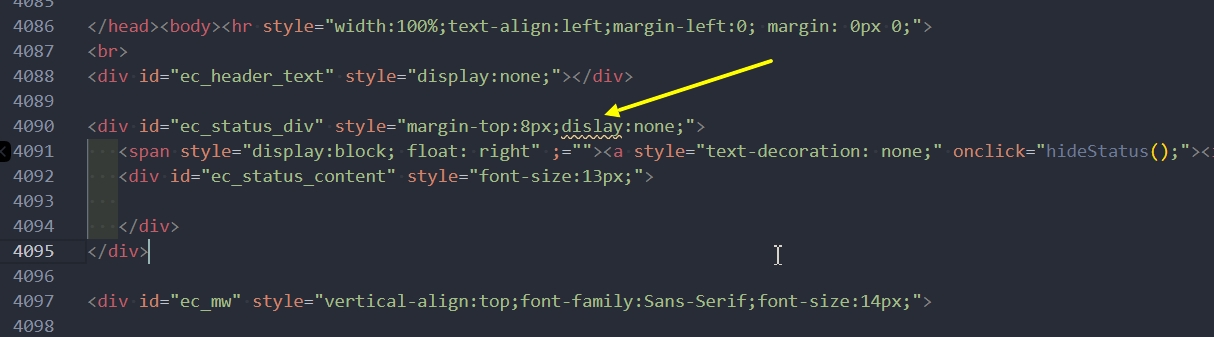 4085
4086 </head><body><hr style="width:100%;text-align:left;margin-left:0; margin: 0px 0;">
4087 <br>
4088 <div id="ec_header_text" style="display:none;"></div>
4089
4090 <div id="ec_status_div" style="margin-top:8px;dislay:none;">
4091 <span style="display:block; float: right" ;=""><a style="text-decoration: none;" onclick="hideStatus();"><
4092 <div id="ec_status_content" style="font-size:13px;">
4093
4094 </div>
4095 </div>
4096
4097 <div id="ec_mw" style="vertical-align:top;font-family:Sans-Serif;font-size:14px;">
4098